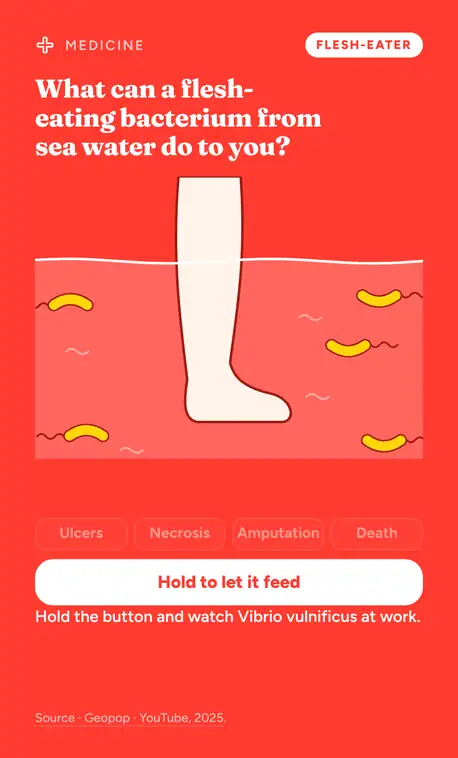 MEDICINE
FLESH-EATER
What can a flesh-
eating bacterium from
sea water do to you?
Ulcers
Necrosis
Amputation
Death
Hold to let it feed
Hold the button and watch Vibrio vulnificus at work.
Source · Geopop · YouTube, 2025.